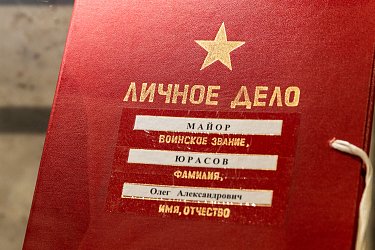 ЛИЧНОЕ ДЕЛО
МАЙОР
ВОИНСКОЕ ЗВАНИЕ,
ЮРАСОВ
ФАМИЛИЯ,
Олег Александрович
ИМЯ, ОТЧЕСТВО